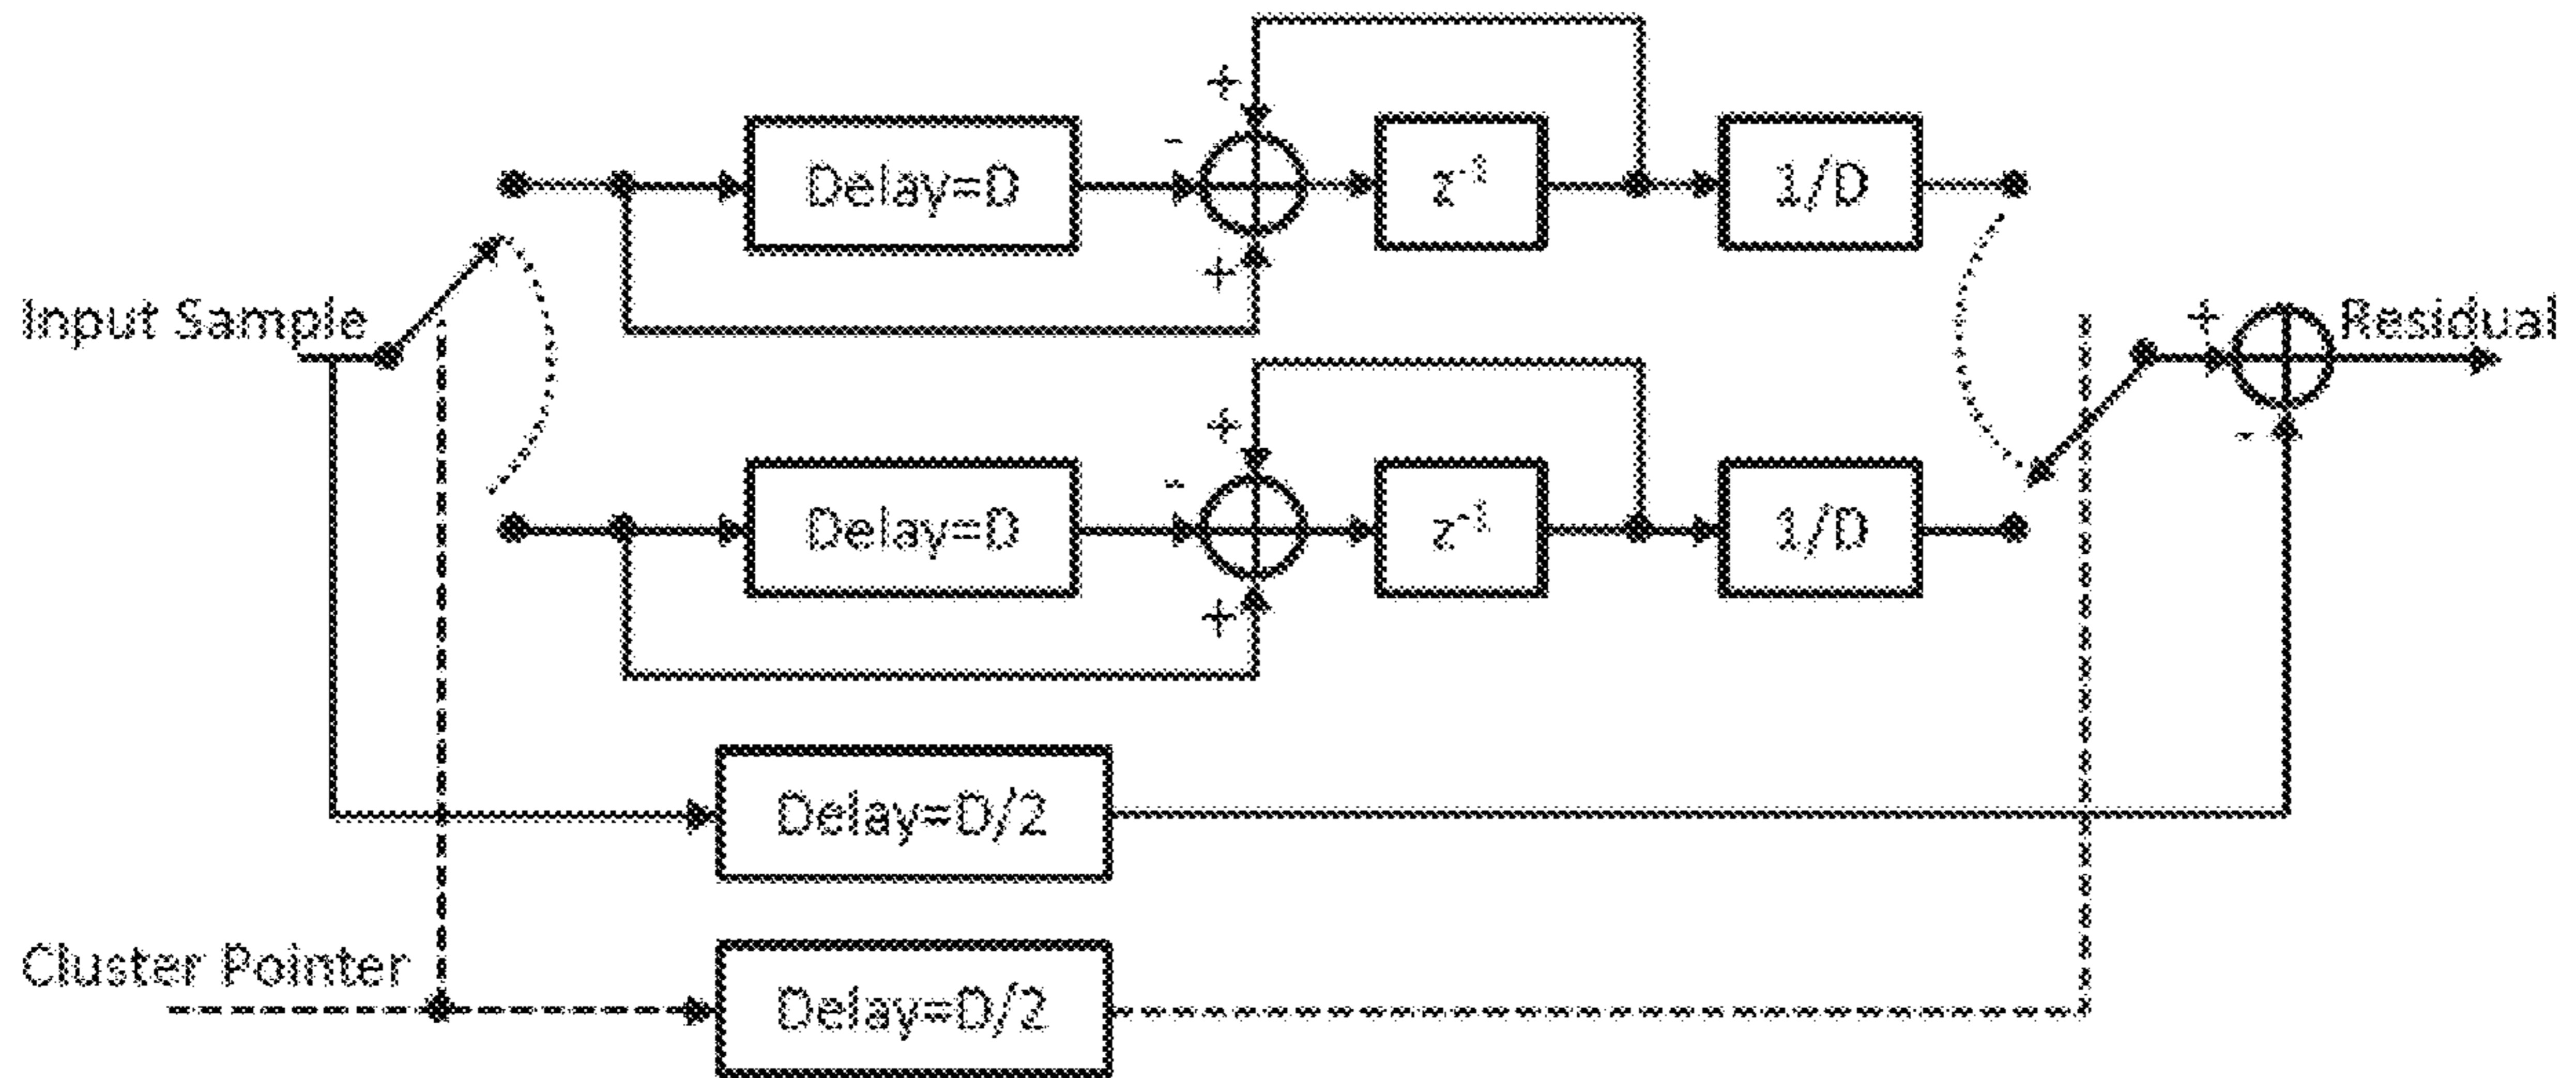 +
-
Delay=D
z⁻¹
1/D
+
Input Sample
+
Residual
+
-
-
Delay=D
z⁻¹
1/D
+
Delay=D/2
Cluster Pointer
Delay=D/2